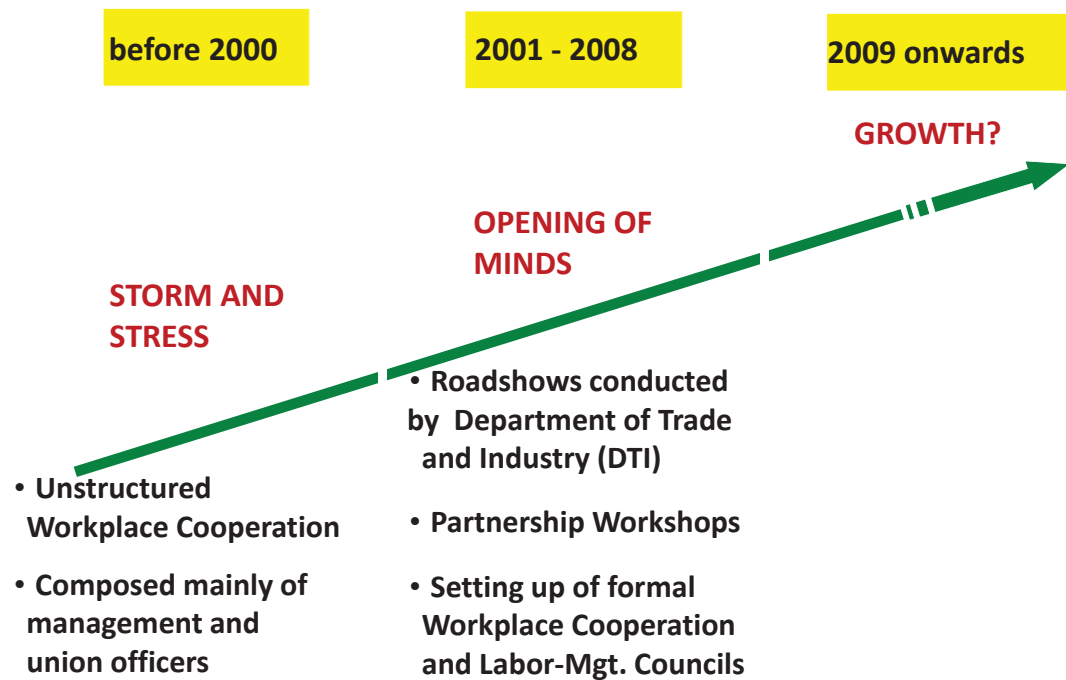 before 2000
2001 - 2008
2009 onwards
GROWTH?
OPENING OF
MINDS
STORM AND
STRESS
• Roadshows conducted
by Department of Trade
and Industry (DTI)
• Partnership Workshops
• Setting up of formal
Workplace Cooperation
and Labor-Mgt. Councils
• Unstructured
Workplace Cooperation
• Composed mainly of
management and
union officers